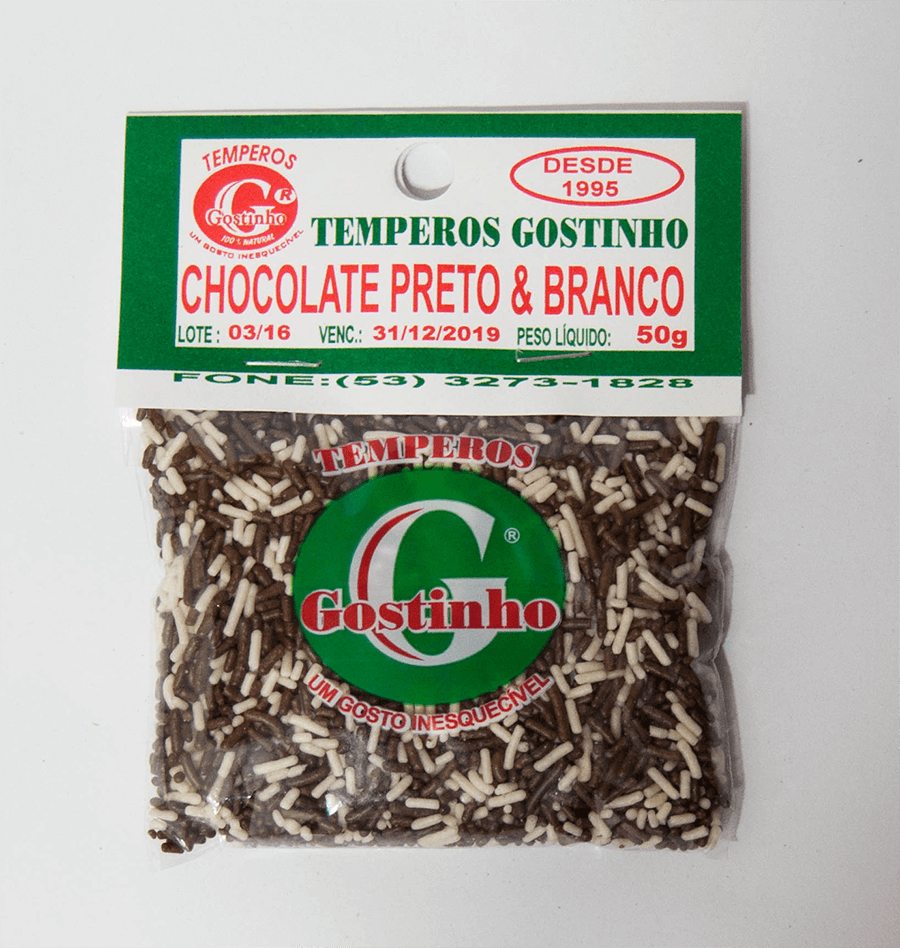 TEMPEROS
G ®
Gostinho
100% NATURAL
UM GOSTO INESQUECÍVEL
DESDE
1995
TEMPEROS GOSTINHO
CHOCOLATE PRETO & BRANCO
LOTE: 03/16 VENC.: 31/12/2019 PESO LÍQUIDO: 50g
FONE:(53) 3273-1828
TEMPEROS
G ®
Gostinho
UM GOSTO INESQUECÍVEL